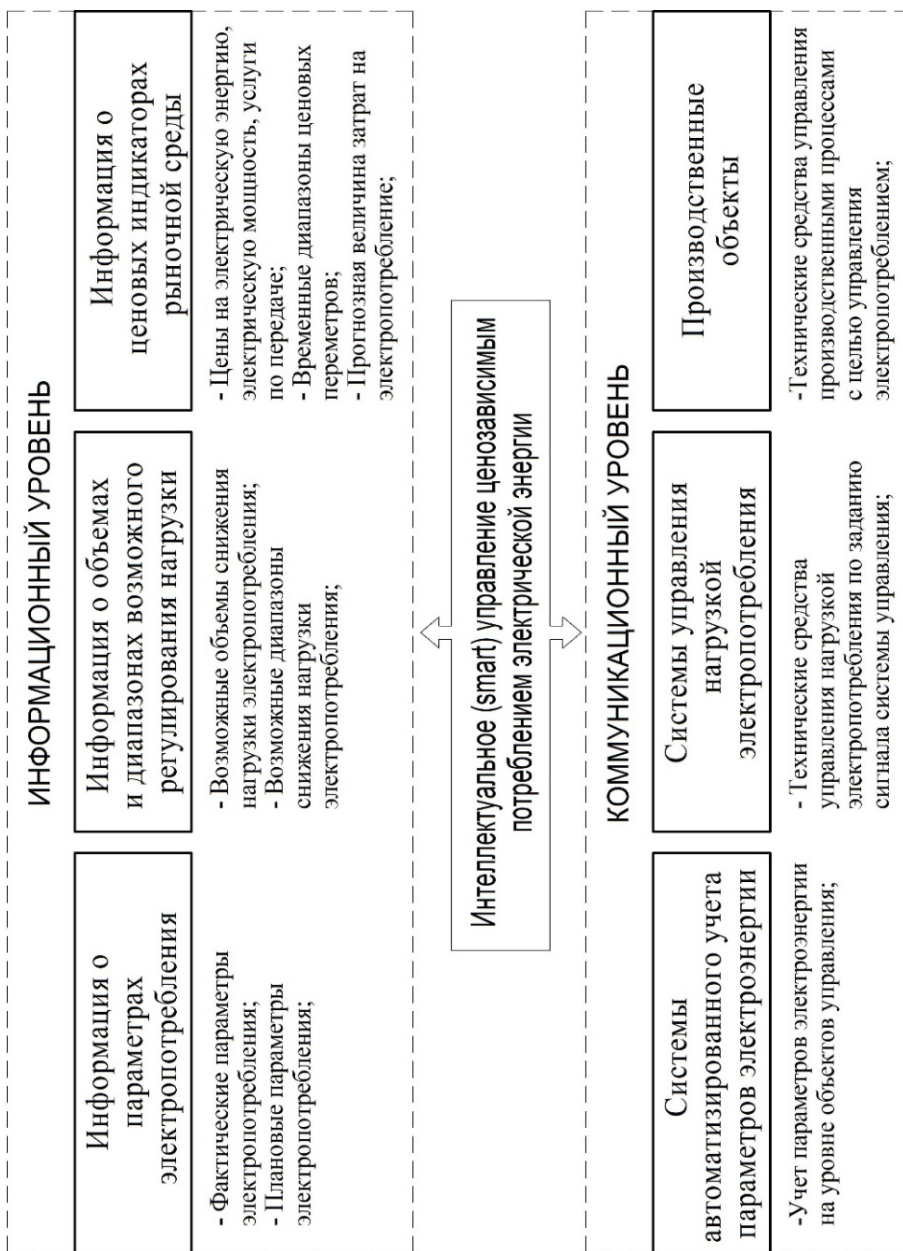 ИНФОРМАЦИОННЫЙ УРОВЕНЬ
Информация о
параметрах
электропотребления
- Фактические параметры
электропотребления;
- Плановые параметры
электропотребления;
Информация о объемах
и диапазонах возможного
регулирования нагрузки
- Возможные объемы снижения
нагрузки электропотребления;
- Возможные диапазоны
снижения нагрузки
электропотребления;
Информация о
ценовых индикаторах
рыночной среды
- Цены на электрическую энергию,
электрическую мощность, услуги
по передаче;
- Временные диапазоны ценовых
переметров;
- Прогнозная величина затрат на
электропотребление;
Интеллектуальное (smart) управление ценозависимым
потреблением электрической энергии
КОММУНИКАЦИОННЫЙ УРОВЕНЬ
Системы
автоматизированного учета
параметров электроэнергии
- Учет параметров электроэнергии
на уровне объектов управления;
Системы управления
нагрузкой
электропотребления
- Технические средства
управления нагрузкой
электропотребления по заданию
сигнала системы управления;
Производственные
объекты
- Технические средства управления
производственными процессами
с целью управления
электропотреблением;